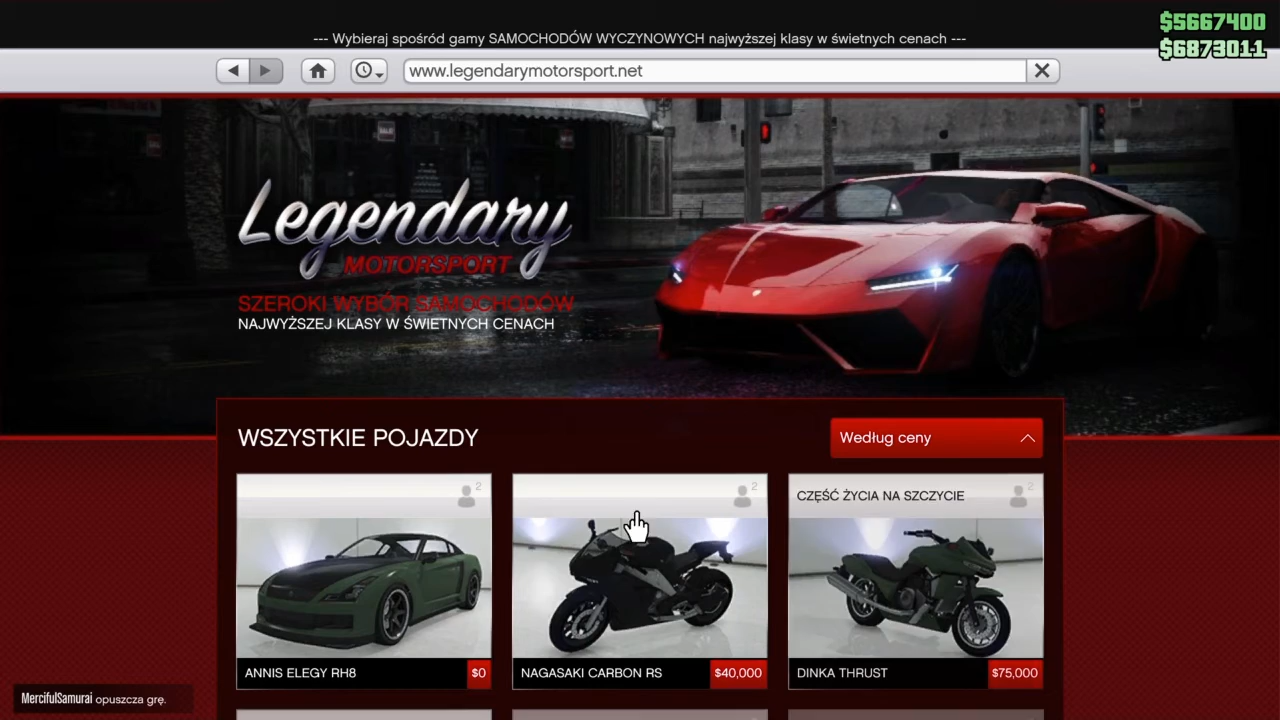 $5667400
--- Wybieraj spośród gamy SAMOCHODÓW WYCZYNOWYCH najwyższej klasy w świetnych cenach ---
$6873011
www.legendarymotorsport.net
Legendary
MOTORSPORT
SZEROKI WYBÓR SAMOCHODÓW
NAJWYŻSZEJ KLASY W ŚWIETNYCH CENACH
WSZYSTKIE POJAZDY
Według ceny
2
2
CZĘŚĆ ŻYCIA NA SZCZYCIE 2
ANNIS ELEGY RH8 $0
NAGASAKI CARBON RS $40,000
DINKA THRUST $75,000
MercifulSamurai opuszcza grę.